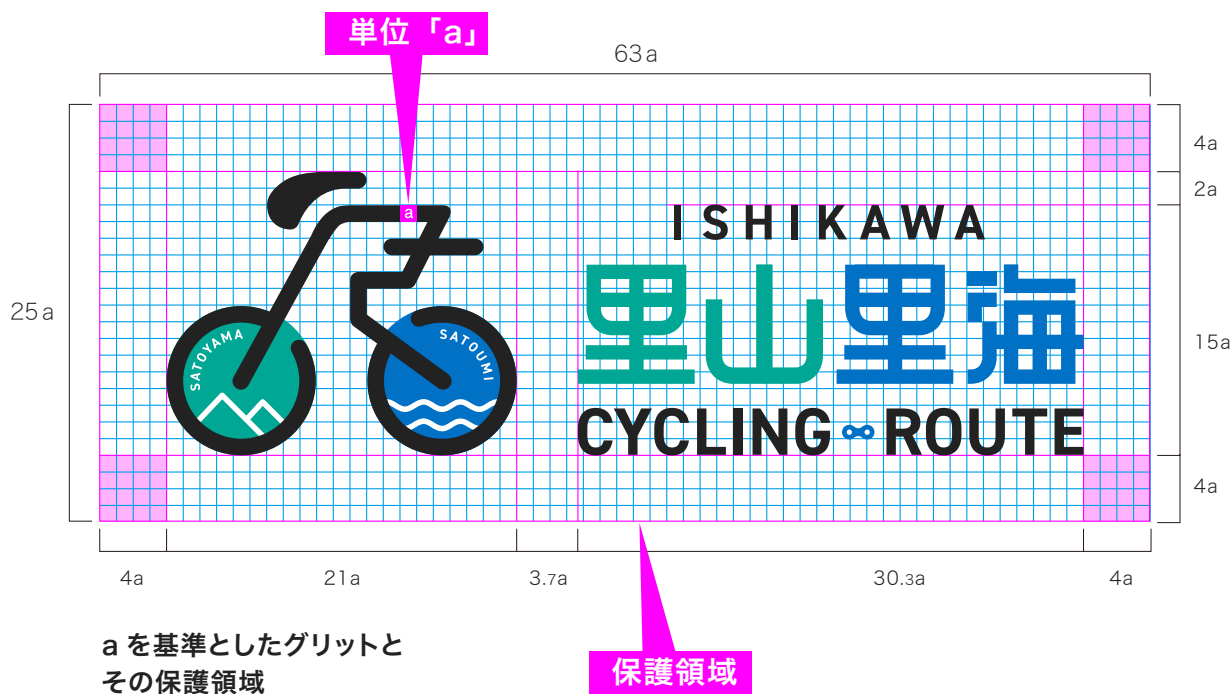 単位「a」
63a
4a
2a
a
ISHIKAWA
25a
里山里海
15a
SATOYAMA
SATOUMI
CYCLING ROUTE
4a
4a
21a
3.7a
30.3a
4a
a を基準としたグリットと
その保護領域
保護領域